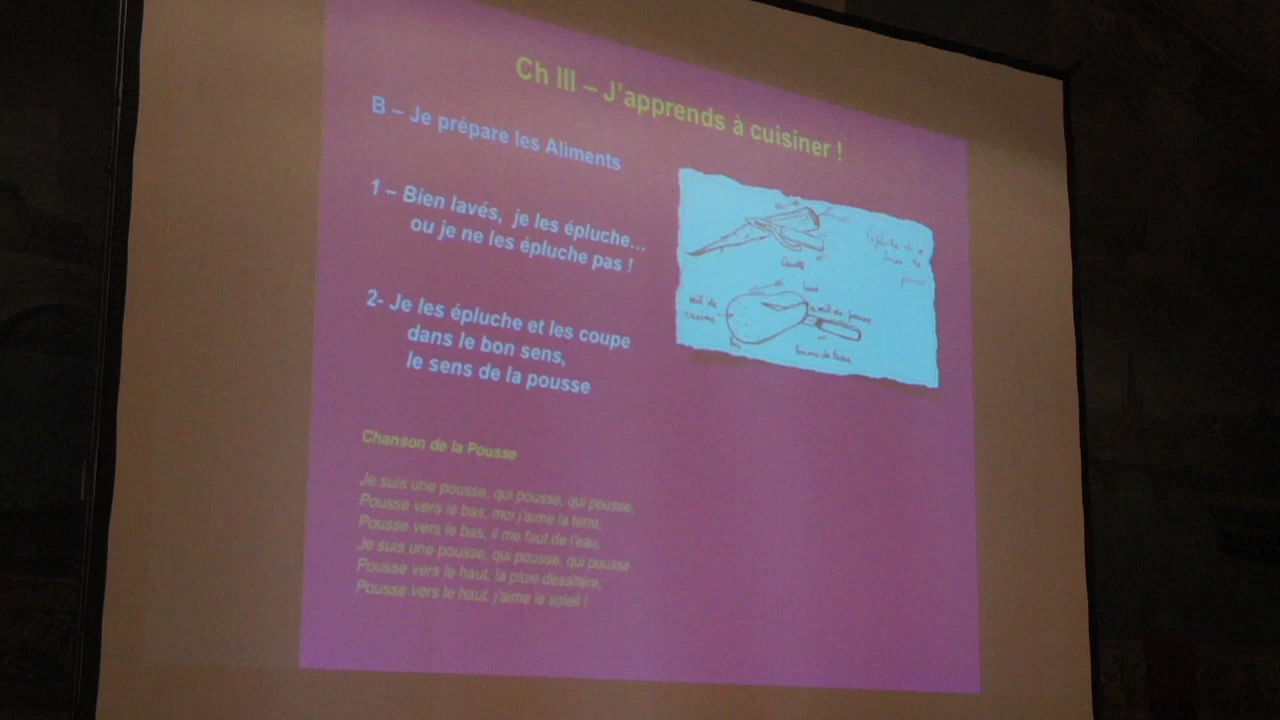 Ch III – J'apprends à cuisiner !
B – Je prépare les Aliments
1 – Bien lavés, je les épluche...
ou je ne les épluche pas !
2- Je les épluche et les coupe
dans le bon sens,
le sens de la pousse
Chanson de la Pousse
Je suis une pousse, qui pousse, qui pousse,
Pousse vers le bas, moi j'aime la terre,
Pousse vers le bas, il me faut de l'eau,
Je suis une pousse, qui pousse, qui pousse
Pousse vers le haut, la pluie désaltère,
Pousse vers le haut, j'aime le soleil !
haut